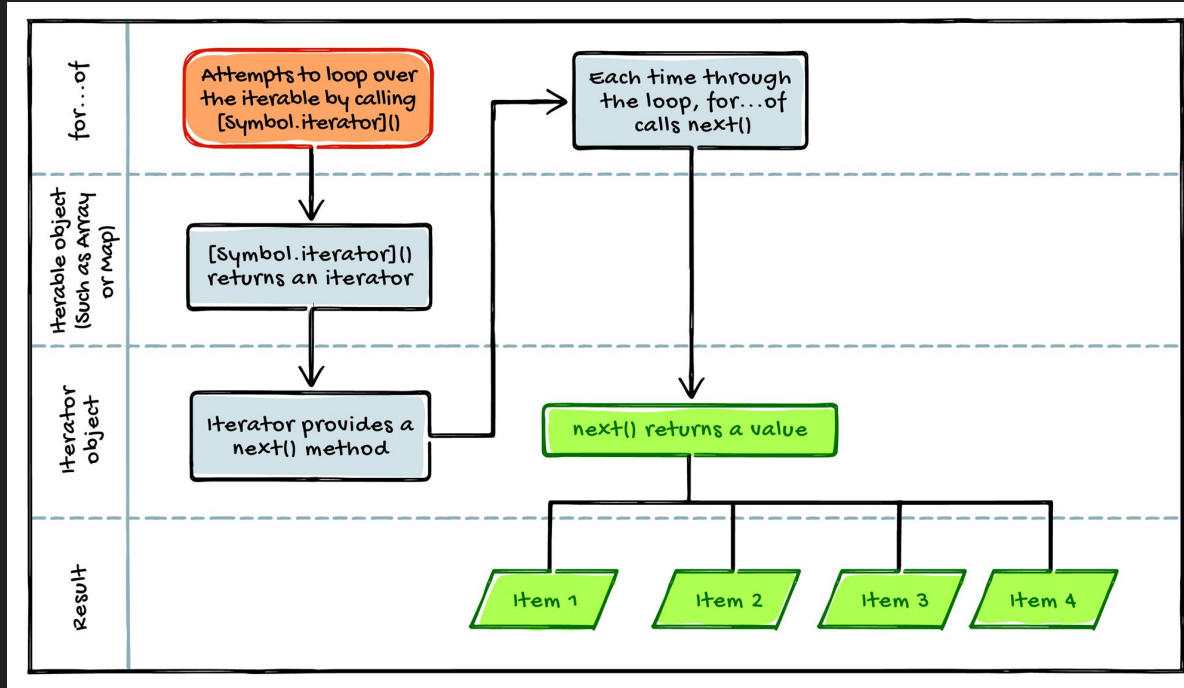 for...of
Attempts to loop over
the iterable by calling
[Symbol.iterator]()
Each time through
the loop, for...of
calls next()
Iterable object
(Such as Array
or Map)
[Symbol.iterator]()
returns an iterator
Iterator
object
Iterator provides a
next() method
next() returns a value
Result
Item 1
Item 2
Item 3
Item 4